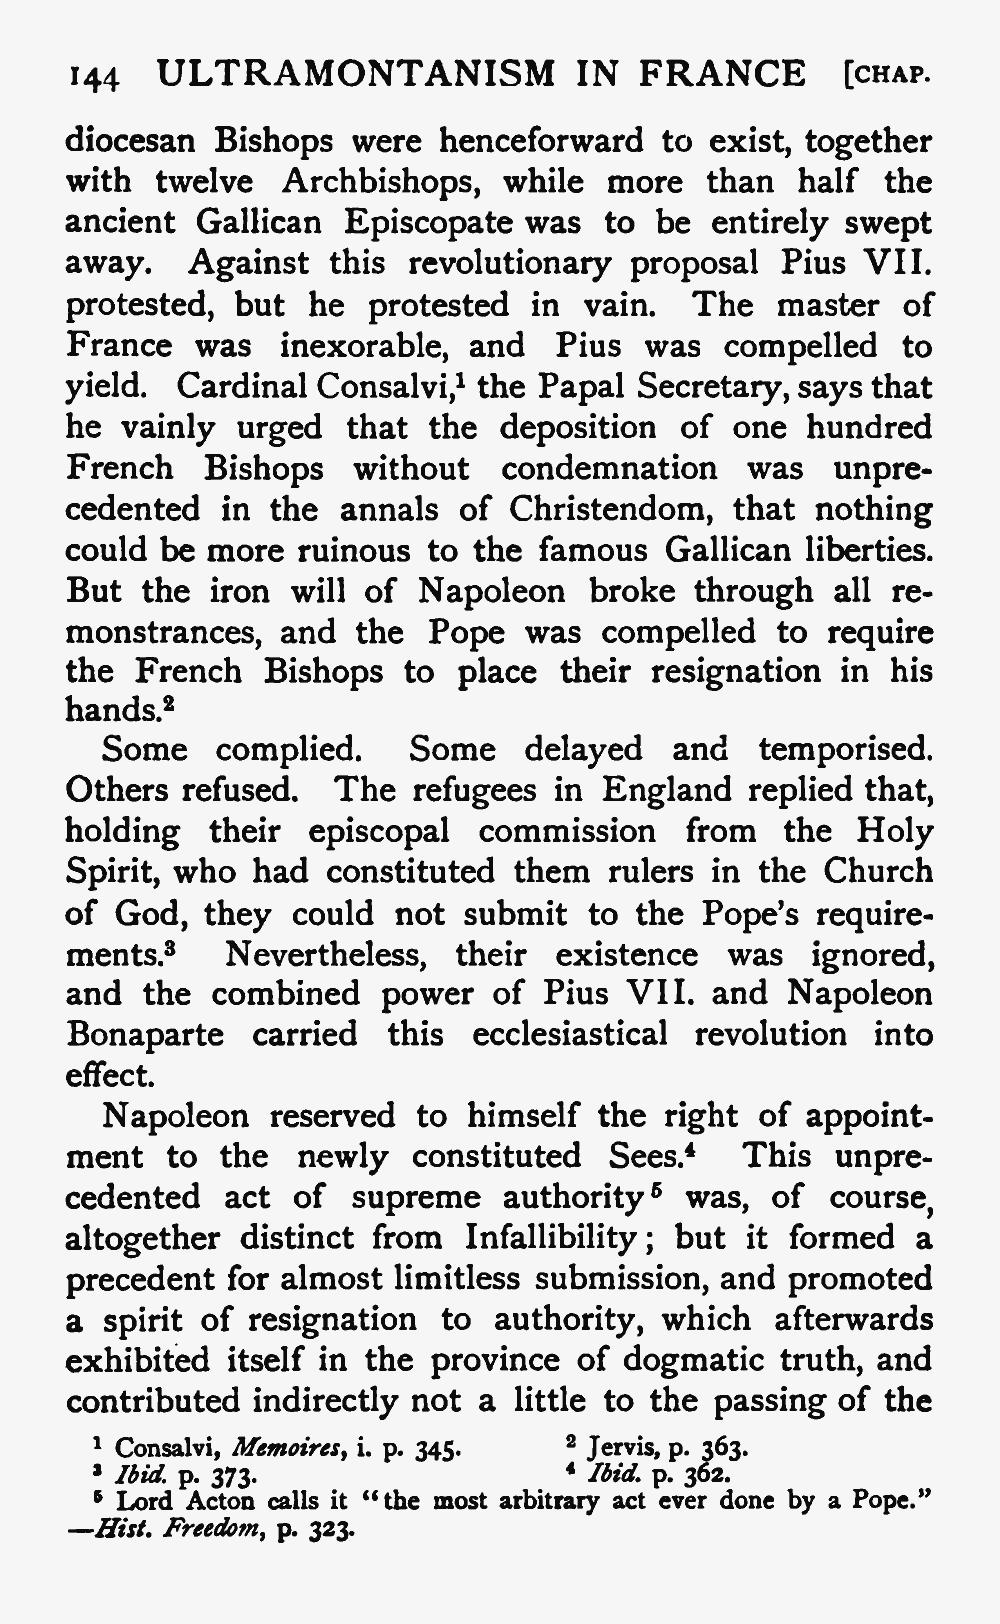 144 ULTRAMONTANISM IN FRANCE [CHAP.
diocesan Bishops were henceforward to exist, together
with twelve Archbishops, while more than half the
ancient Gallican Episcopate was to be entirely swept
away. Against this revolutionary proposal Pius VII.
protested, but he protested in vain. The master of
France was inexorable, and Pius was compelled to
yield. Cardinal Consalvi,¹ the Papal Secretary, says that
he vainly urged that the deposition of one hundred
French Bishops without condemnation was unpre-
cedented in the annals of Christendom, that nothing
could be more ruinous to the famous Gallican liberties.
But the iron will of Napoleon broke through all re-
monstrances, and the Pope was compelled to require
the French Bishops to place their resignation in his
hands.²
Some complied. Some delayed and temporised.
Others refused. The refugees in England replied that,
holding their episcopal commission from the Holy
Spirit, who had constituted them rulers in the Church
of God, they could not submit to the Pope's require-
ments.³ Nevertheless, their existence was ignored,
and the combined power of Pius VII. and Napoleon
Bonaparte carried this ecclesiastical revolution into
effect.
Napoleon reserved to himself the right of appoint-
ment to the newly constituted Sees.⁴ This unpre-
cedented act of supreme authority⁵ was, of course,
altogether distinct from Infallibility; but it formed a
precedent for almost limitless submission, and promoted
a spirit of resignation to authority, which afterwards
exhibited itself in the province of dogmatic truth, and
contributed indirectly not a little to the passing of the
¹ Consalvi, Memoires, i. p. 345. ² Jervis, p. 363.
³ Ibid. p. 373. ⁴ Ibid. p. 362.
⁵ Lord Acton calls it "the most arbitrary act ever done by a Pope."
—Hist. Freedom, p. 323.